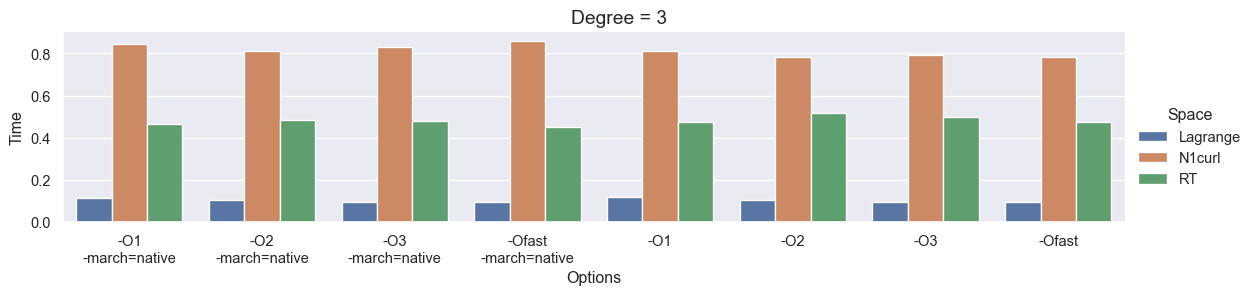 Degree = 3
Time
0.8
0.6
0.4
0.2
0.0
-O1
-march=native
-O2
-march=native
-O3
-march=native
-Ofast
-march=native
-O1
-O2
-O3
-Ofast
Options
Space
Lagrange
N1curl
RT